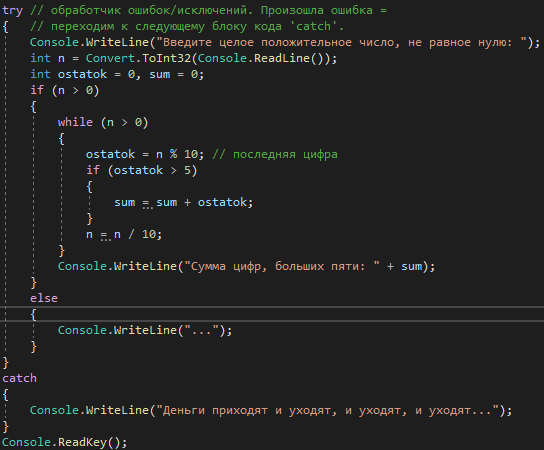 try // обработчик ошибок/исключений. Произошла ошибка =
{   // переходим к следующему блоку кода 'catch'.
    Console.WriteLine("Введите целое положительное число, не равное нулю: ");
    int n = Convert.ToInt32(Console.ReadLine());
    int ostatok = 0, sum = 0;
    if (n > 0)
    {
        while (n > 0)
        {
            ostatok = n % 10; // последняя цифра
            if (ostatok > 5)
            {
                sum = sum + ostatok;
            }
            n = n / 10;
        }
        Console.WriteLine("Сумма цифр, больших пяти: " + sum);
    }
    else
    {
        Console.WriteLine("...");
    }
}
catch
{
    Console.WriteLine("Деньги приходят и уходят, и уходят, и уходят...");
}
Console.ReadKey();